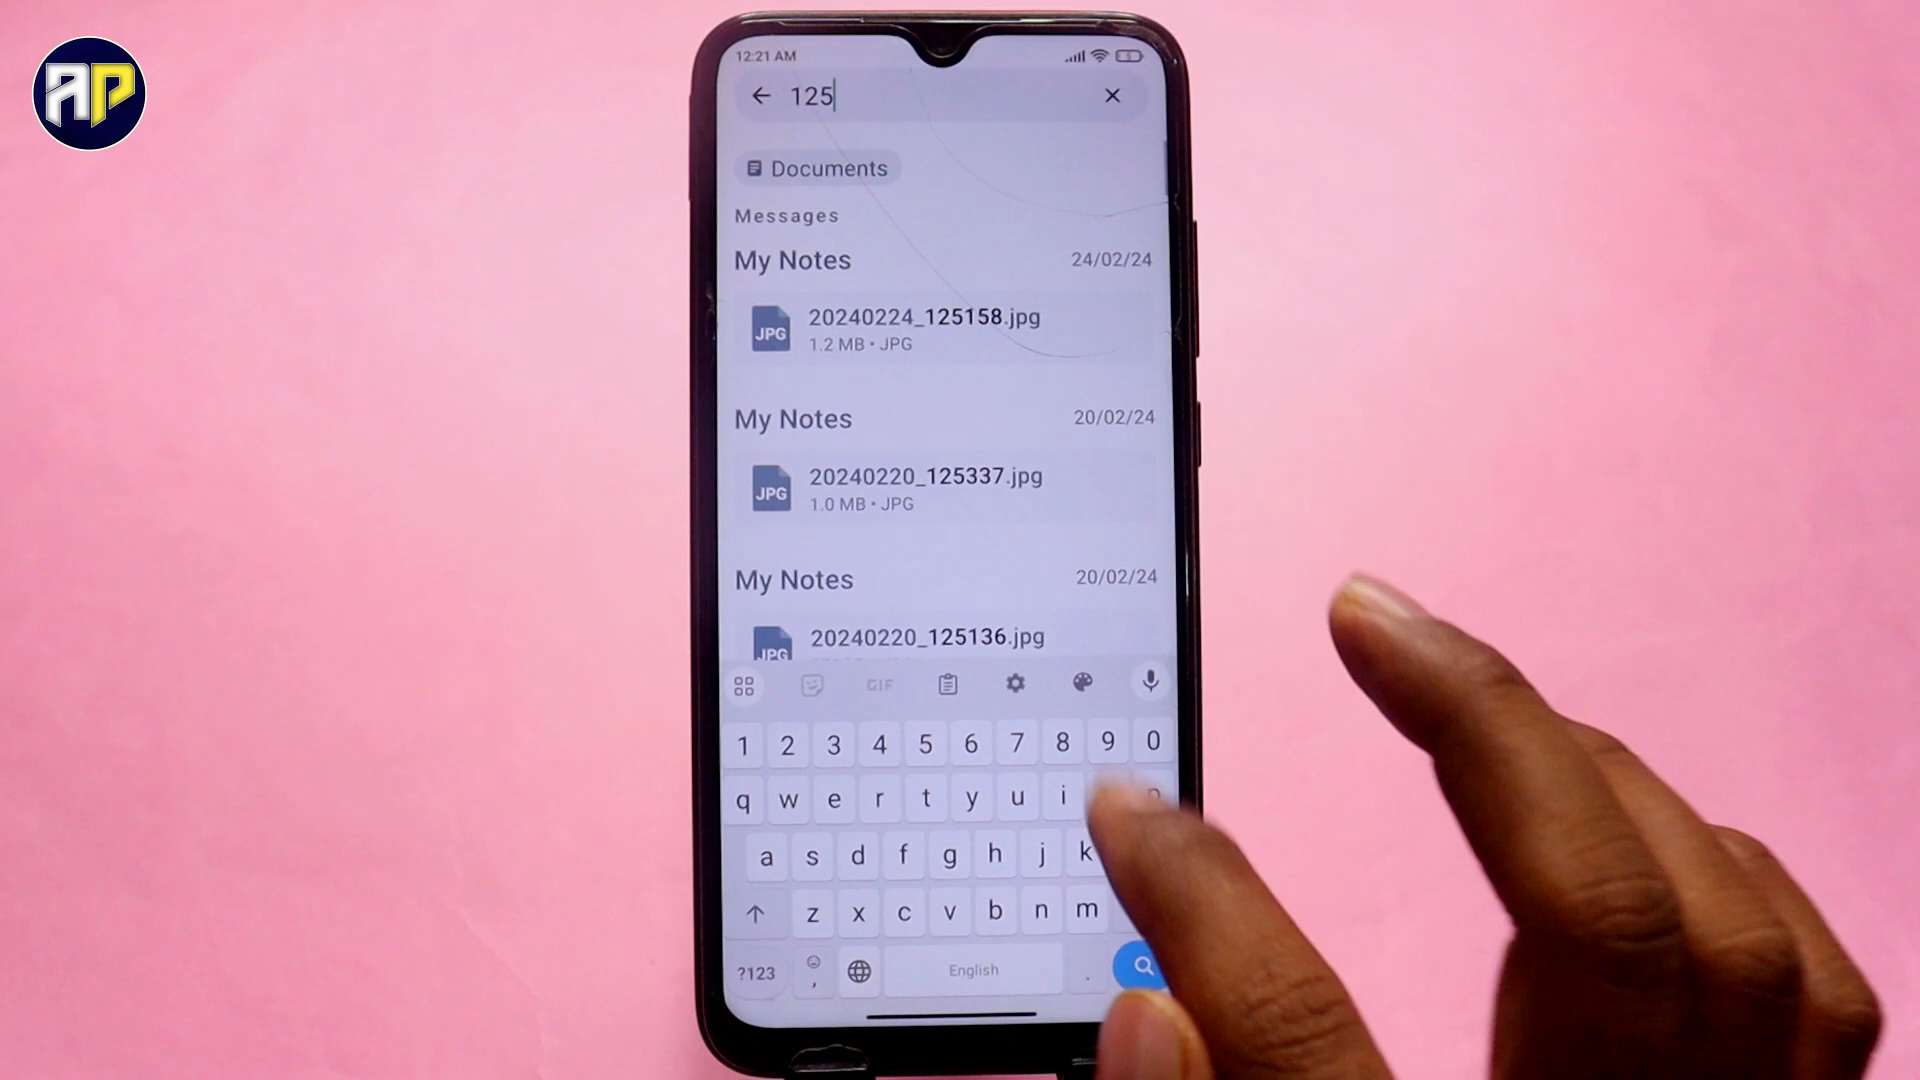 AP
12:21 AM
125
Documents
Messages
My Notes 24/02/24
JPG 20240224_125158.jpg
1.2 MB • JPG
My Notes 20/02/24
JPG 20240220_125337.jpg
1.0 MB • JPG
My Notes 20/02/24
JPG 20240220_125136.jpg
GIF
1 2 3 4 5 6 7 8 9 0
q w e r t y u i p
a s d f g h j k
z x c v b n m
?123 , English .